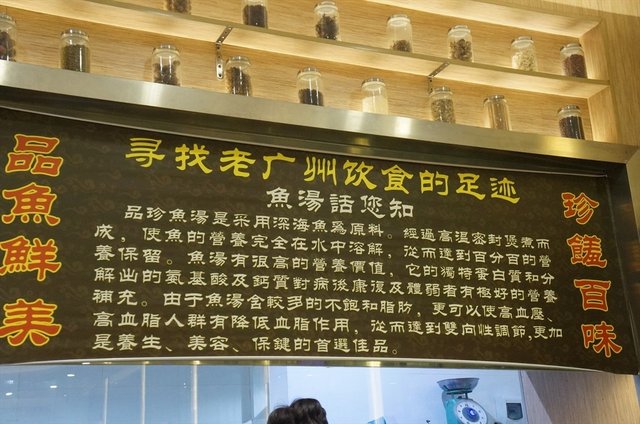 寻找老广州饮食的足迹
魚湯話您知
品魚鮮美
品珍魚湯是采用深海魚爲原料。經過高温密封煲煮而
成，使魚的營養完全在水中溶解，從而達到百分百的營
養保留。魚湯有很高的營養價值，它的獨特蛋白質和分
解出的氨基酸及鈣質對病後康復及體弱者有極好的營養
補充。由于魚湯含較多的不飽和脂肪，更可以使高血壓、
高血脂人群有降低血脂作用，從而達到雙向性調節,更加
是養生、美容、保健的首選佳品。
珍饈百味